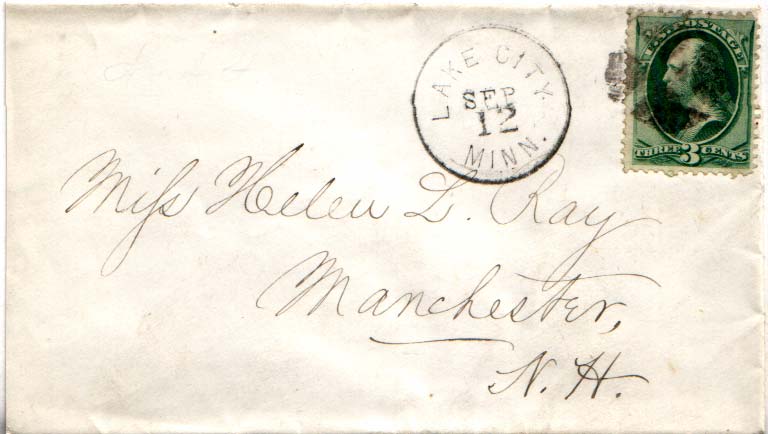 LAKE CITY
SEP
12
MINN.
U.S. POSTAGE
THREE 3 CENTS
Miss Helen L. Ray
Manchester,
N. H.